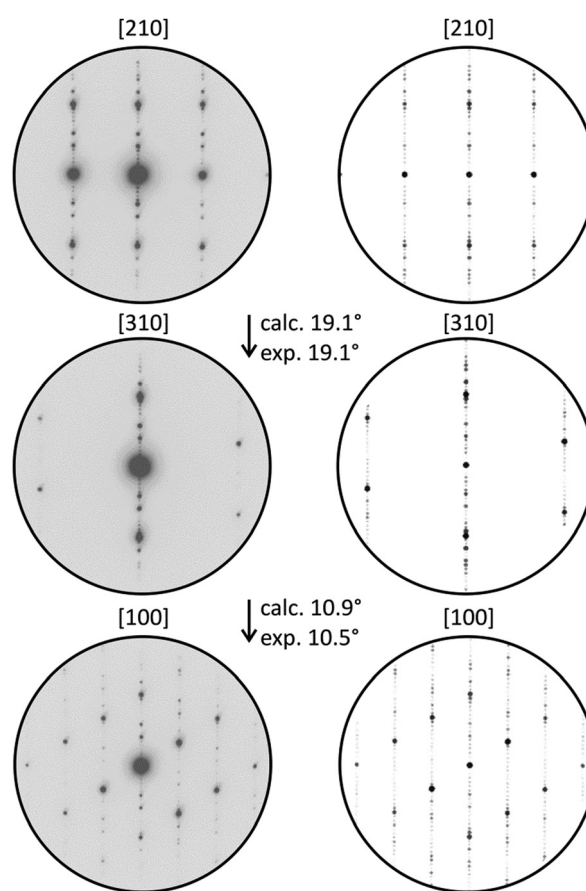 [210] [210]
[310] calc. 19.1° [310]
exp. 19.1°
[100] calc. 10.9° [100]
exp. 10.5°